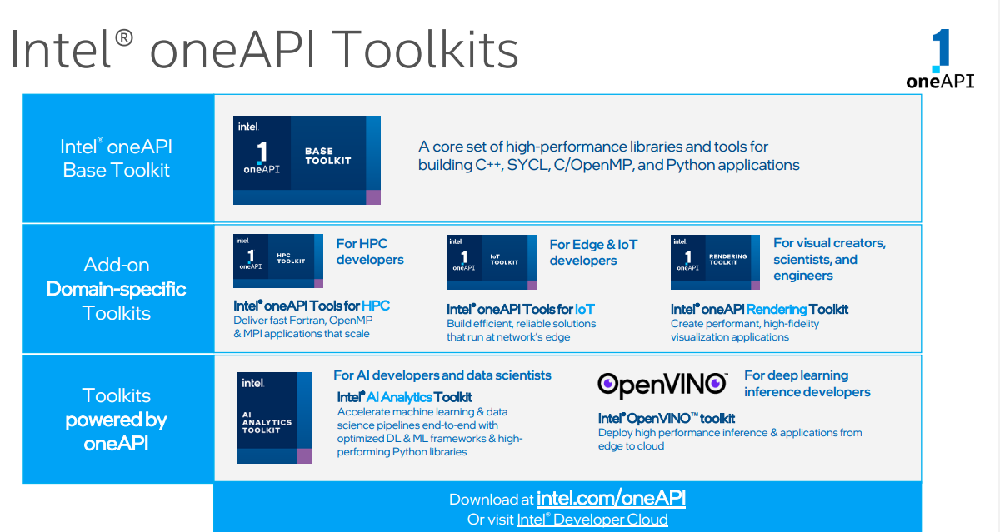 Intel® oneAPI Toolkits
1
oneAPI
Intel® oneAPI
Base Toolkit
intel.
1
oneAPI
BASE
TOOLKIT
A core set of high-performance libraries and tools for
building C++, SYCL, C/OpenMP, and Python applications
Add-on
Domain-specific
Toolkits
intel.
1
oneAPI
HPC
TOOLKIT
For HPC
developers
Intel® oneAPI Tools for HPC
Deliver fast Fortran, OpenMP
& MPI applications that scale
intel.
1
oneAPI
IoT
TOOLKIT
For Edge & IoT
developers
Intel® oneAPI Tools for IoT
Build efficient, reliable solutions
that run at network's edge
intel.
1
oneAPI
RENDERING
TOOLKIT
For visual creators,
scientists, and
engineers
Intel® oneAPI Rendering Toolkit
Create performant, high-fidelity
visualization applications
Toolkits
powered by
oneAPI
intel.
AI
ANALYTICS
TOOLKIT
For AI developers and data scientists
Intel® AI Analytics Toolkit
Accelerate machine learning & data
science pipelines end-to-end with
optimized DL & ML frameworks & high-
performing Python libraries
OpenVINO™
For deep learning
inference developers
Intel® OpenVINO™ toolkit
Deploy high performance inference & applications from
edge to cloud
Download at intel.com/oneAPI
Or visit Intel® Developer Cloud